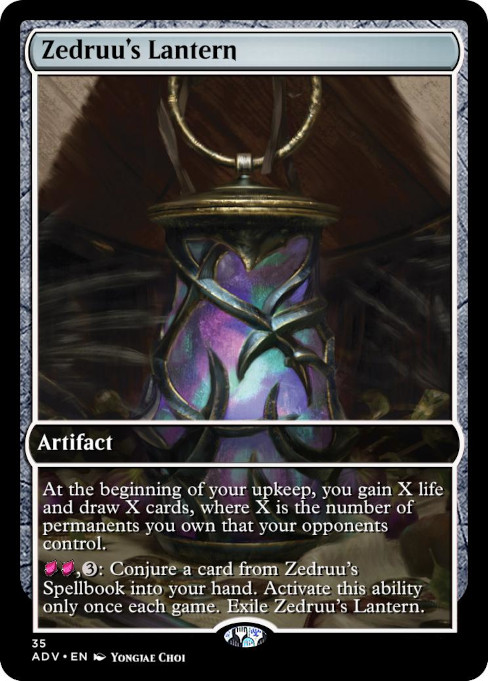 Zedruu's Lantern
Artifact
At the beginning of your upkeep, you gain X life
and draw X cards, where X is the number of
permanents you own that your opponents
control.
,3: Conjure a card from Zedruu's
Spellbook into your hand. Activate this ability
only once each game. Exile Zedruu's Lantern.
35
ADV • EN Yongjae Choi